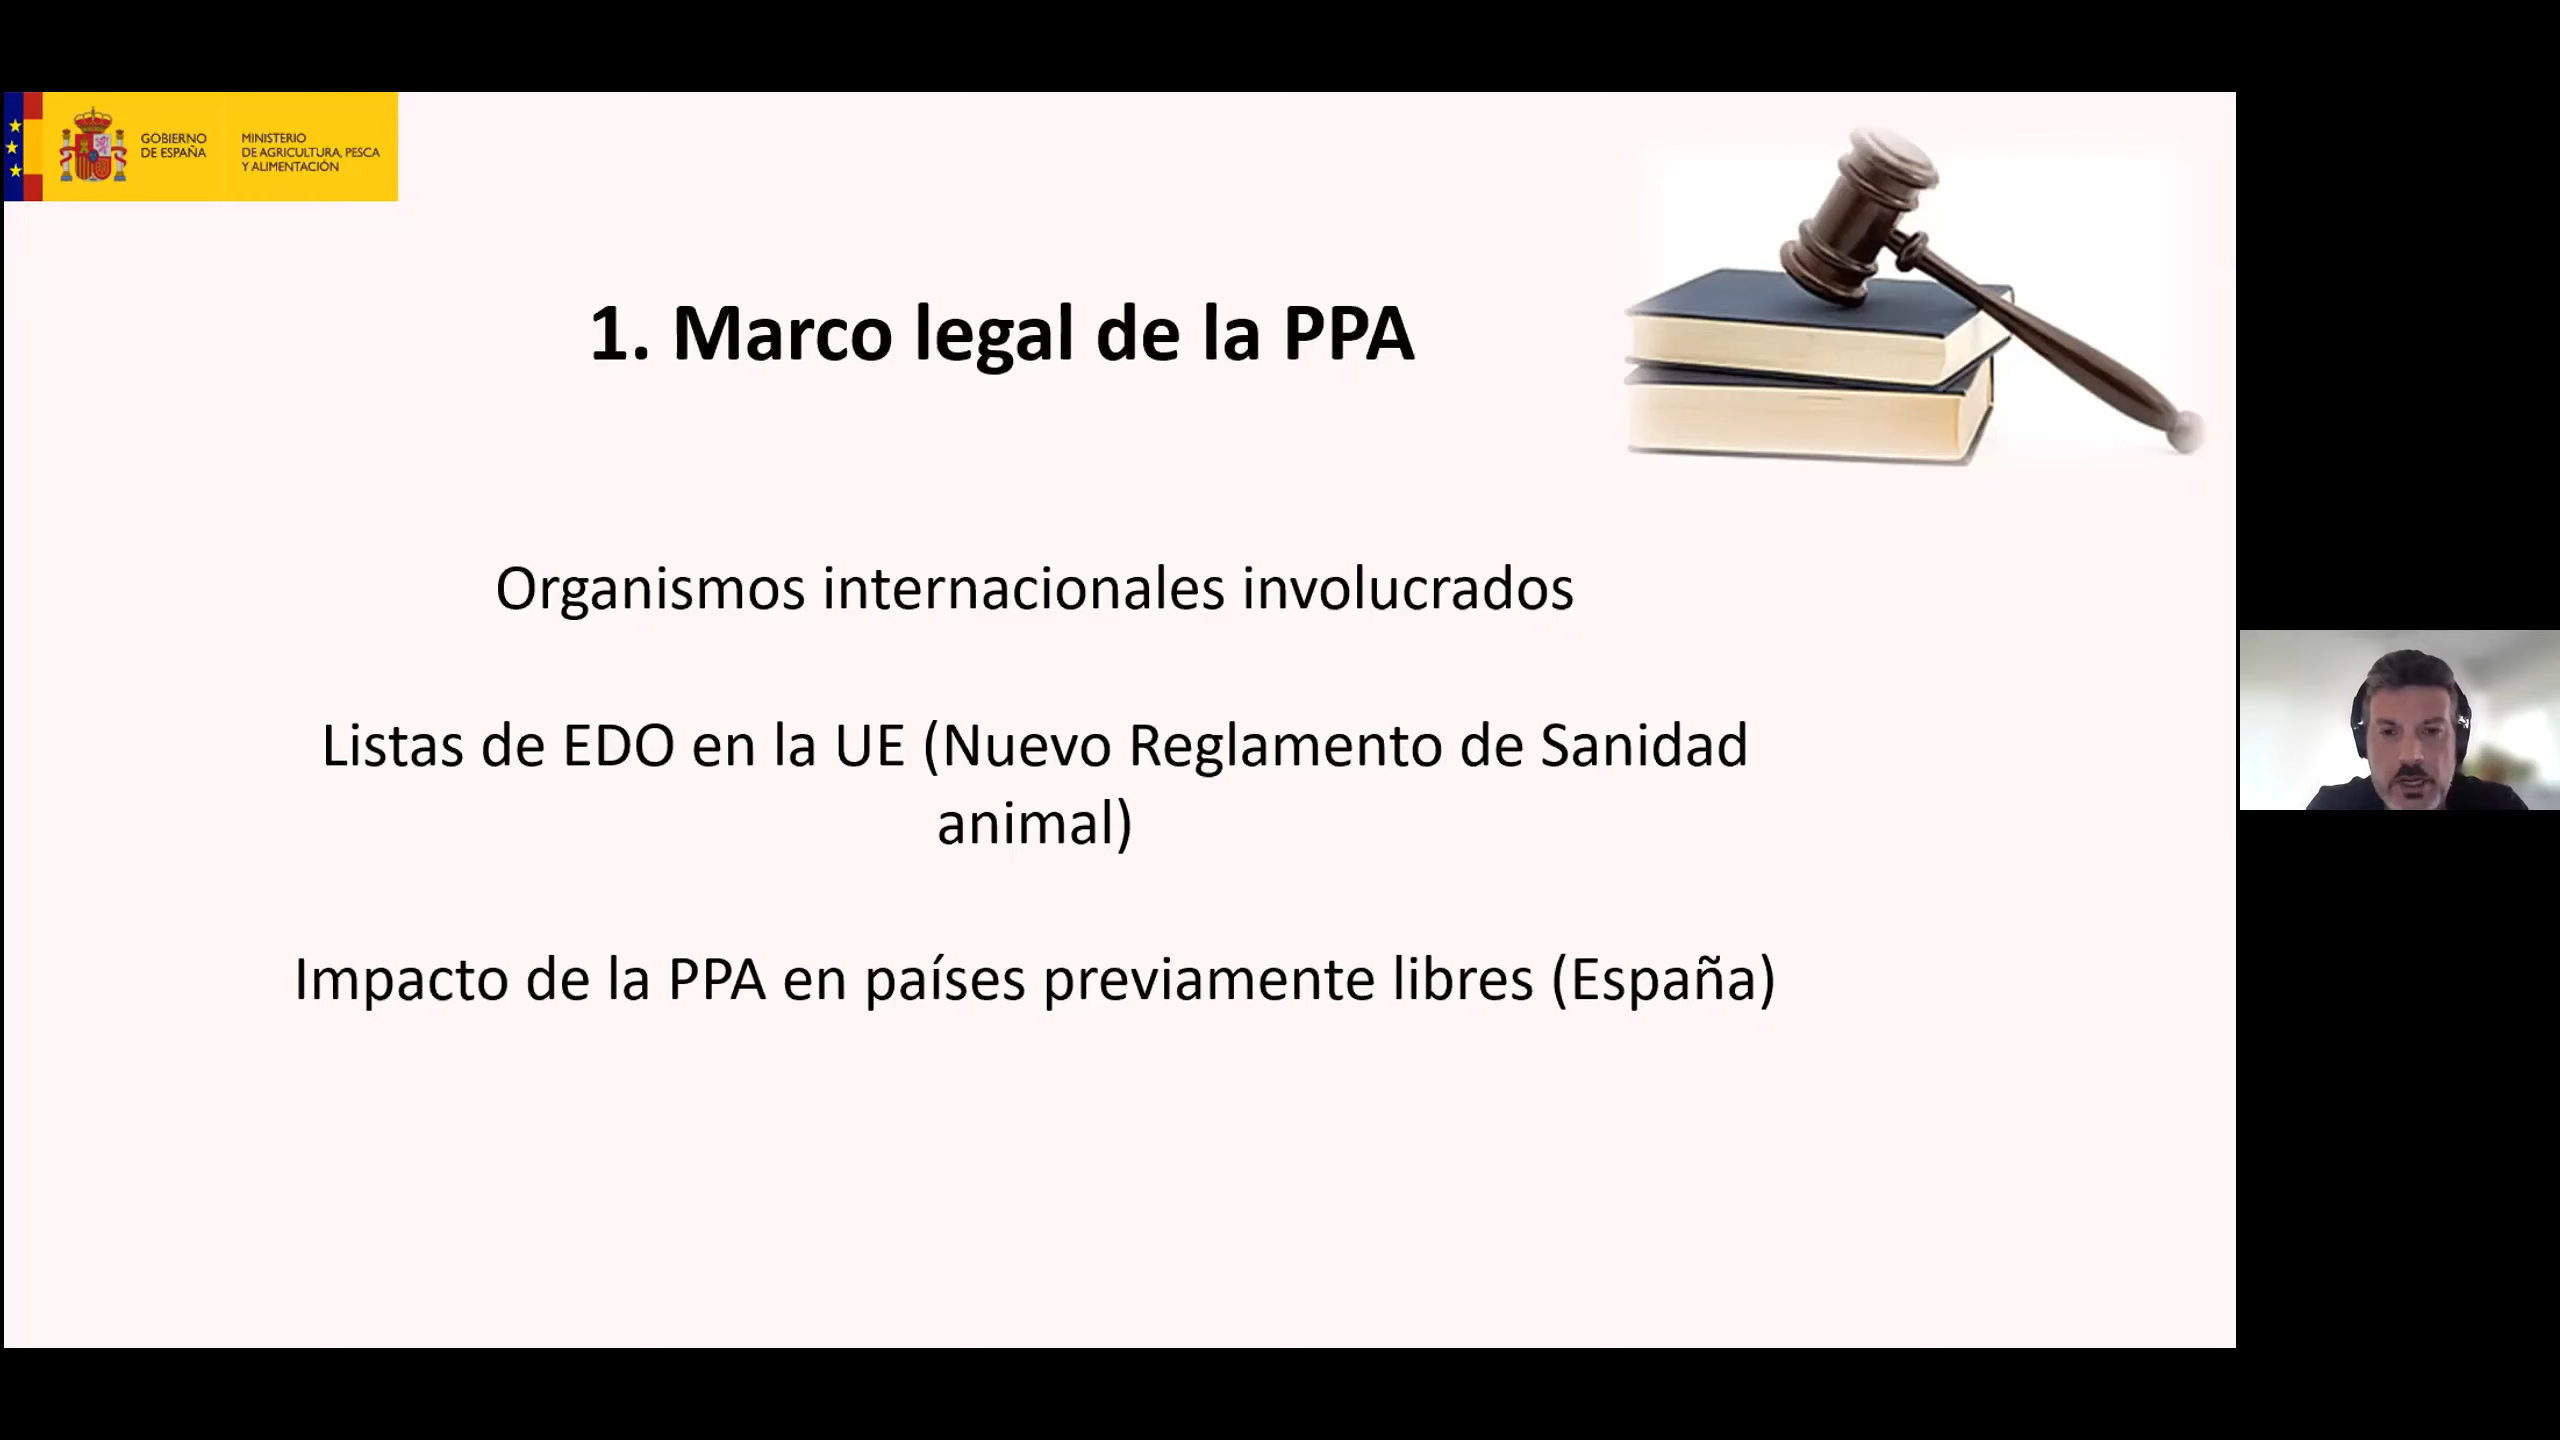 GOBIERNO
DE ESPAÑA
MINISTERIO
DE AGRICULTURA, PESCA
Y ALIMENTACIÓN
1. Marco legal de la PPA
Organismos internacionales involucrados
Listas de EDO en la UE (Nuevo Reglamento de Sanidad
animal)
Impacto de la PPA en países previamente libres (España)